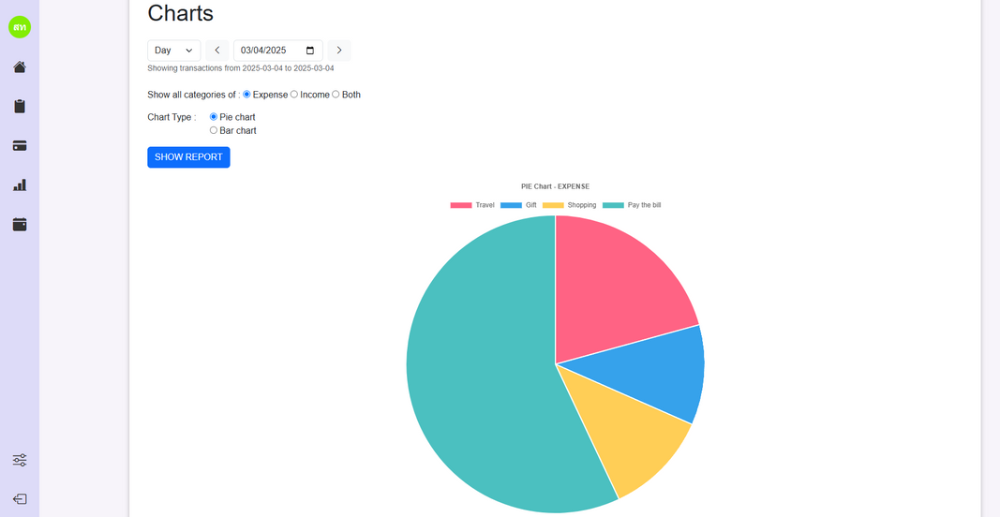 Charts
สท
Day 03/04/2025
Showing transactions from 2025-03-04 to 2025-03-04
Show all categories of : Expense Income Both
Chart Type : Pie chart
Bar chart
SHOW REPORT
PIE Chart - EXPENSE
Travel Gift Shopping Pay the bill